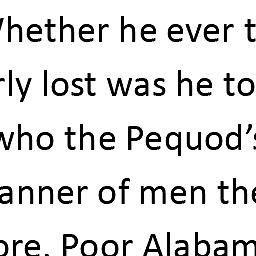 Whether he ever t
rly lost was he to
who the Pequod's
anner of men the
ore. Poor Alabam